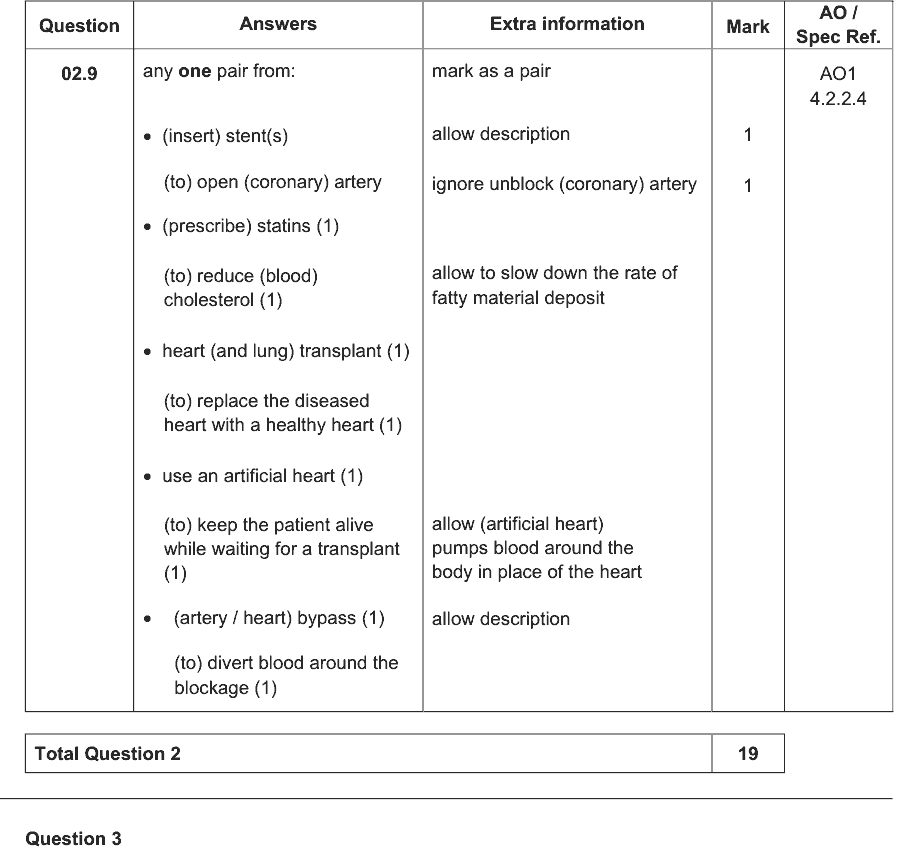 Question Answers Extra information Mark AO / Spec Ref.
02.9 any one pair from: mark as a pair AO1
4.2.2.4
• (insert) stent(s) allow description 1
(to) open (coronary) artery ignore unblock (coronary) artery 1
• (prescribe) statins (1)
(to) reduce (blood) allow to slow down the rate of
cholesterol (1) fatty material deposit
• heart (and lung) transplant (1)
(to) replace the diseased
heart with a healthy heart (1)
• use an artificial heart (1)
(to) keep the patient alive allow (artificial heart)
while waiting for a transplant pumps blood around the
(1) body in place of the heart
• (artery / heart) bypass (1) allow description
(to) divert blood around the
blockage (1)
Total Question 2 19
Question 3